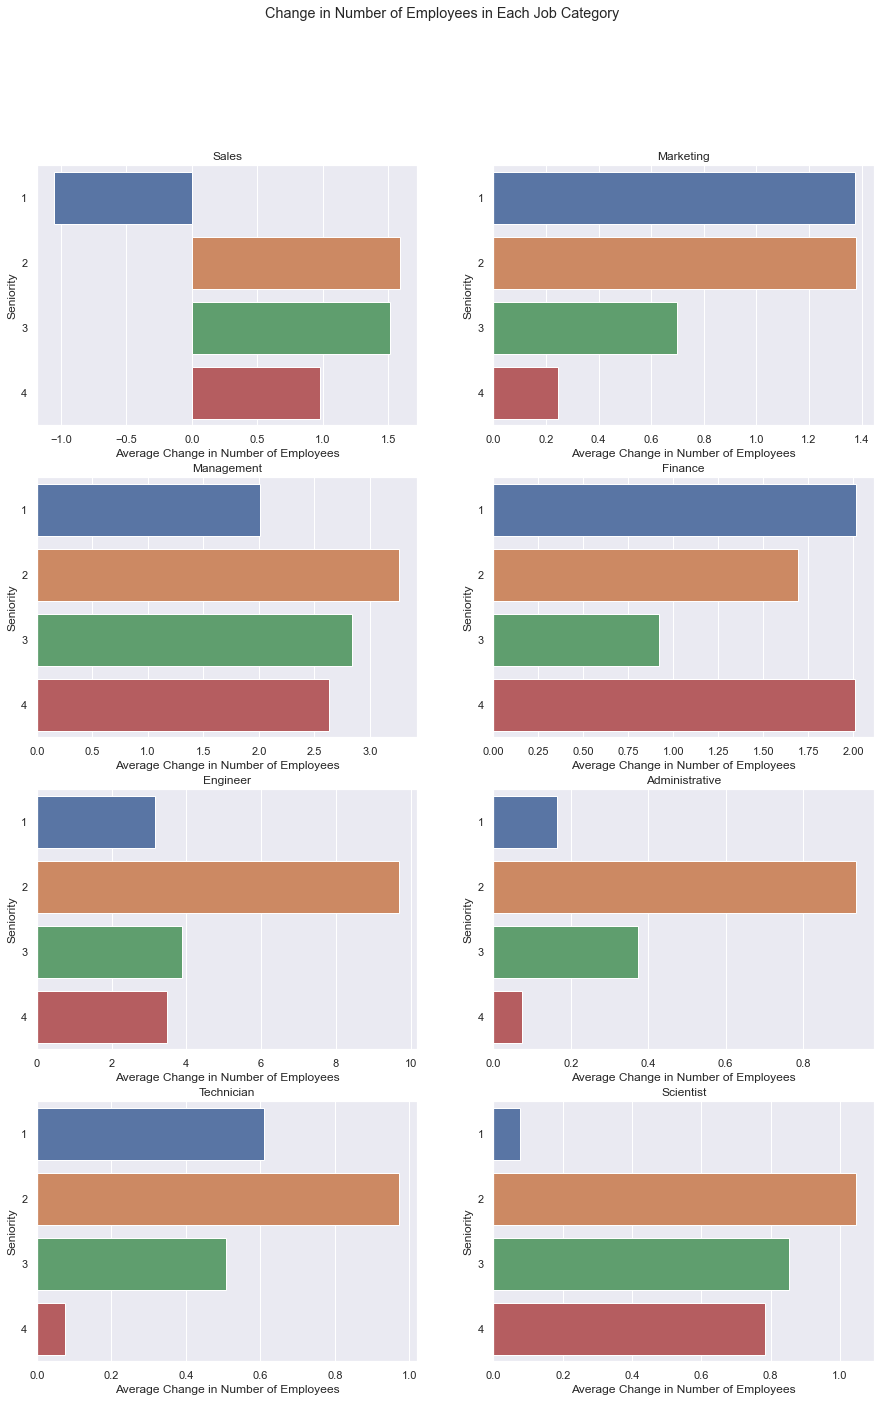 Change in Number of Employees in Each Job Category
Sales
Seniority
1
2
3
4
−1.0 −0.5 0.0 0.5 1.0 1.5
Average Change in Number of Employees
Marketing
Seniority
1
2
3
4
0.0 0.2 0.4 0.6 0.8 1.0 1.2 1.4
Average Change in Number of Employees
Management
Seniority
1
2
3
4
0.0 0.5 1.0 1.5 2.0 2.5 3.0
Average Change in Number of Employees
Finance
Seniority
1
2
3
4
0.00 0.25 0.50 0.75 1.00 1.25 1.50 1.75 2.00
Average Change in Number of Employees
Engineer
Seniority
1
2
3
4
0 2 4 6 8 10
Average Change in Number of Employees
Administrative
Seniority
1
2
3
4
0.0 0.2 0.4 0.6 0.8
Average Change in Number of Employees
Technician
Seniority
1
2
3
4
0.0 0.2 0.4 0.6 0.8 1.0
Average Change in Number of Employees
Scientist
Seniority
1
2
3
4
0.0 0.2 0.4 0.6 0.8 1.0
Average Change in Number of Employees